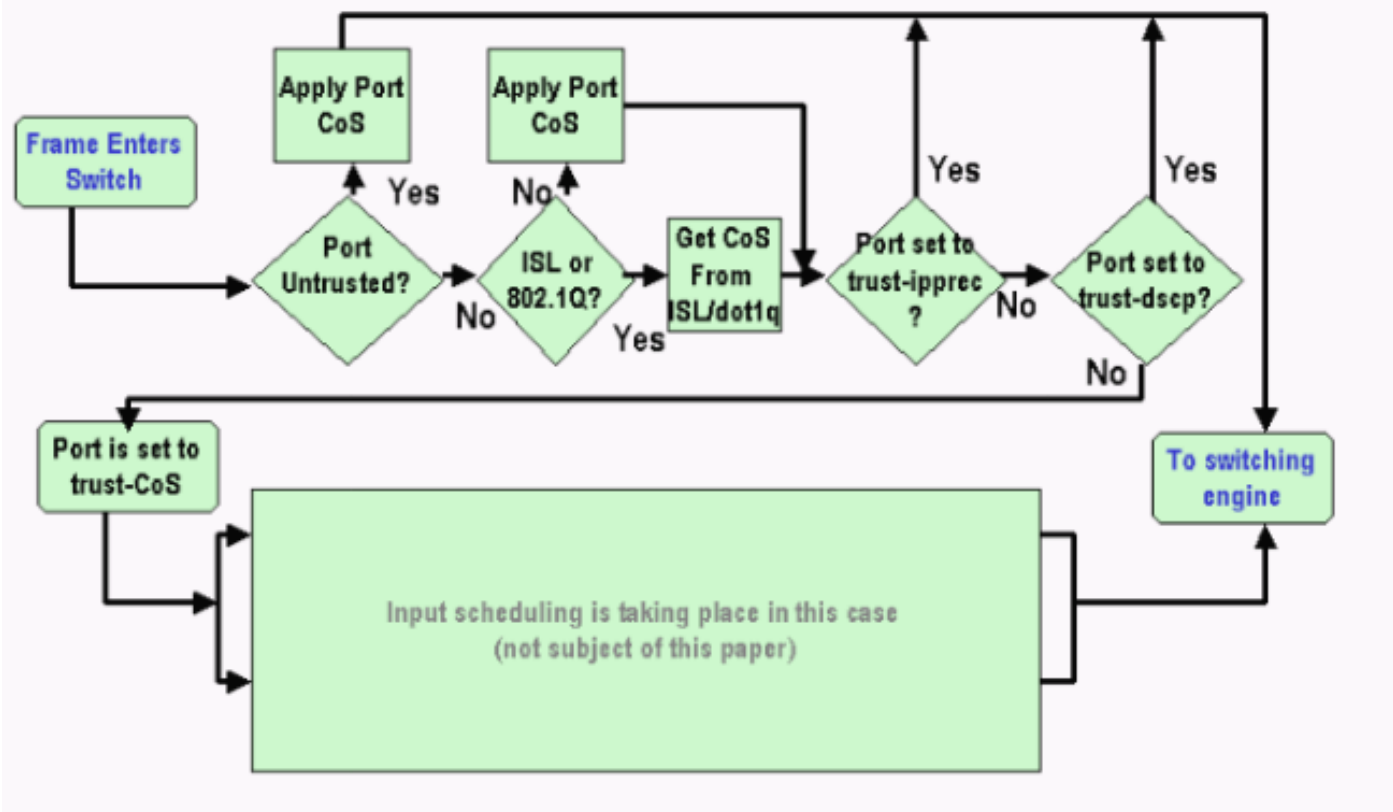 Apply Port
CoS
Apply Port
CoS
Frame Enters
Switch
Yes
No
Yes
Yes
Port
Untrusted?
No
ISL or
802.1Q?
Yes
Get CoS
From
ISL/dot1q
Port set to
trust-ipprec
?
No
Port set to
trust-dscp?
No
Port is set to
trust-CoS
To switching
engine
Input scheduling is taking place in this case
(not subject of this paper)